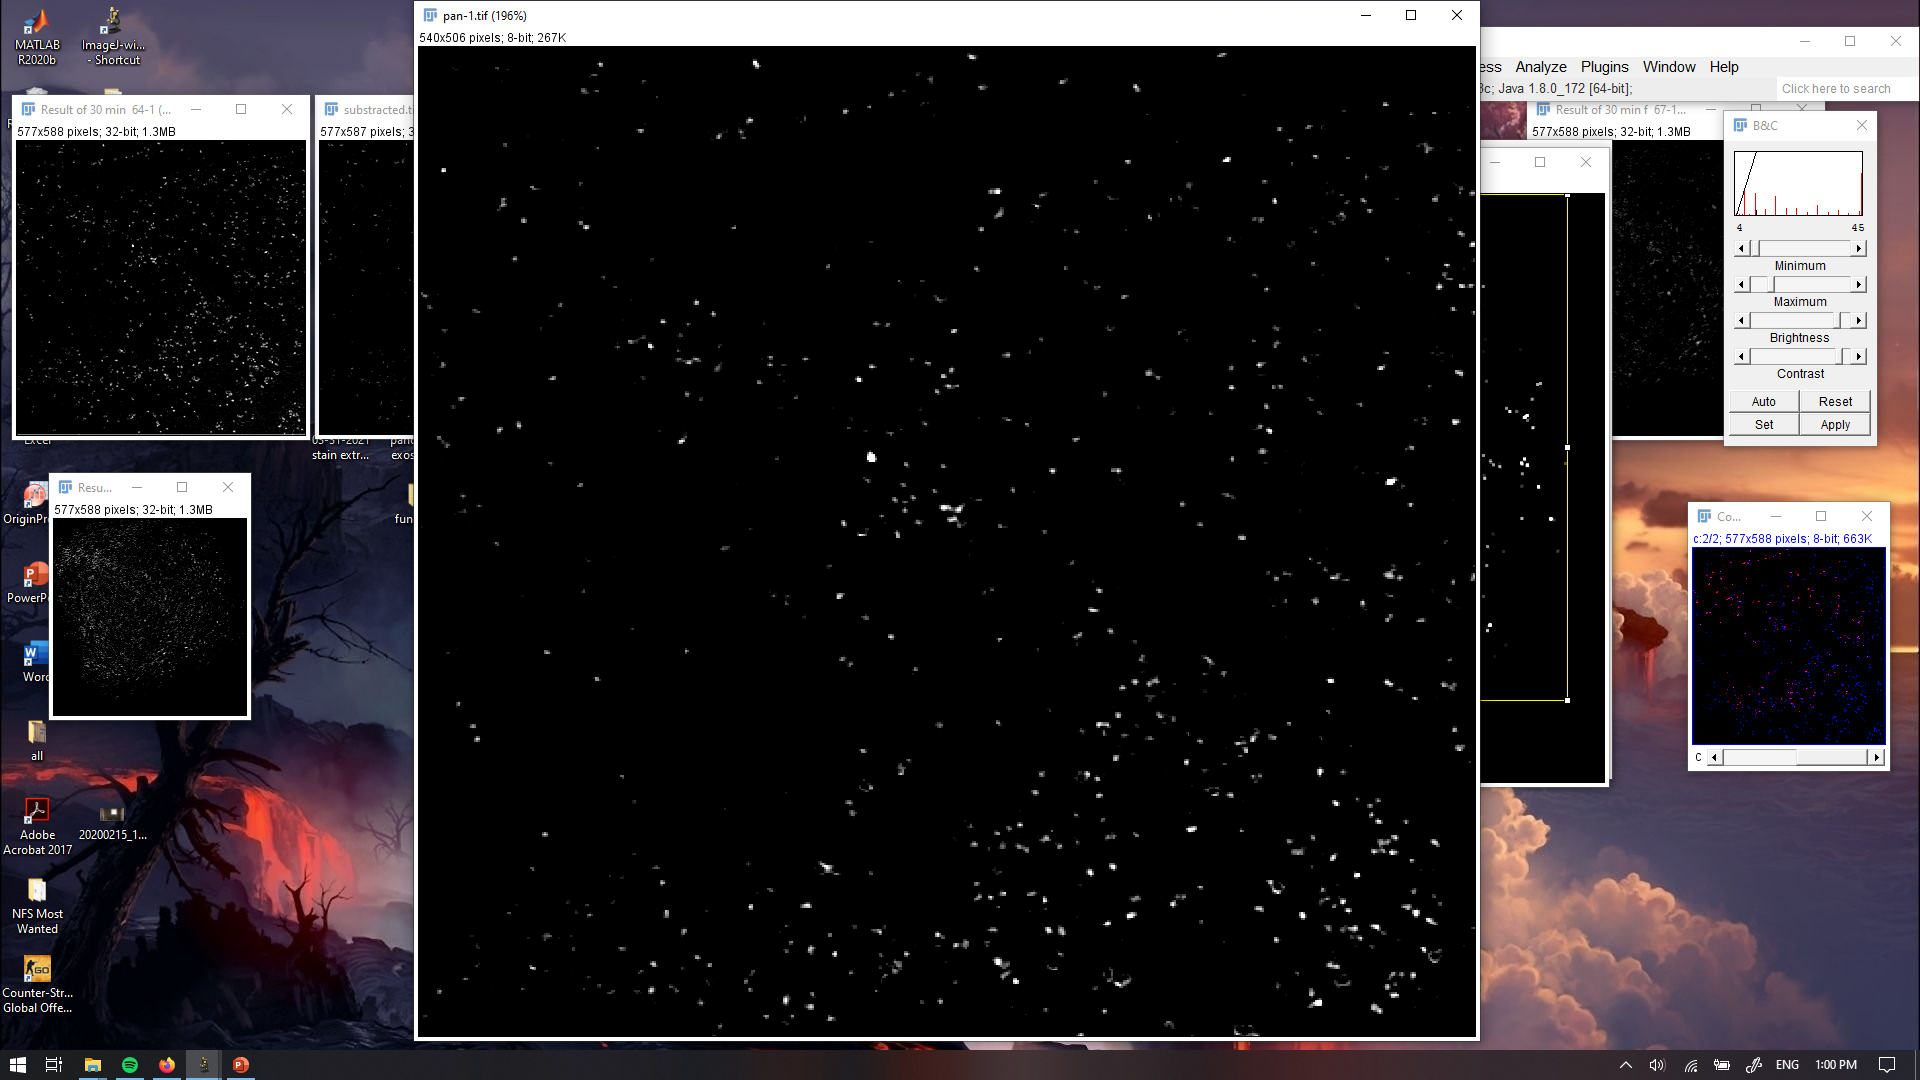 MATLAB
R2020b
ImageJ-wi...
- Shortcut
pan-1.tif (196%)
540x506 pixels; 8-bit; 267K
Analyze Plugins Window Help
Java 1.8.0_172 [64-bit];
Click here to search
Result of 30 min 64-1 (...
577x588 pixels; 32-bit; 1.3MB
substracted.t
577x587 pixels; 3
Result of 30 min f 67-1...
577x588 pixels; 32-bit; 1.3MB
B&C
4 45
Minimum
Maximum
Brightness
Contrast
Auto Reset
Set Apply
Excel
03-31-2021
stain extr...
exos
Resu...
577x588 pixels; 32-bit; 1.3MB
OriginPr
fun
PowerP
Word
all
Co...
c:2/2; 577x588 pixels; 8-bit; 663K
C
Adobe
Acrobat 2017
20200215_1...
NFS Most
Wanted
Counter-Str...
Global Offe...
ENG 1:00 PM